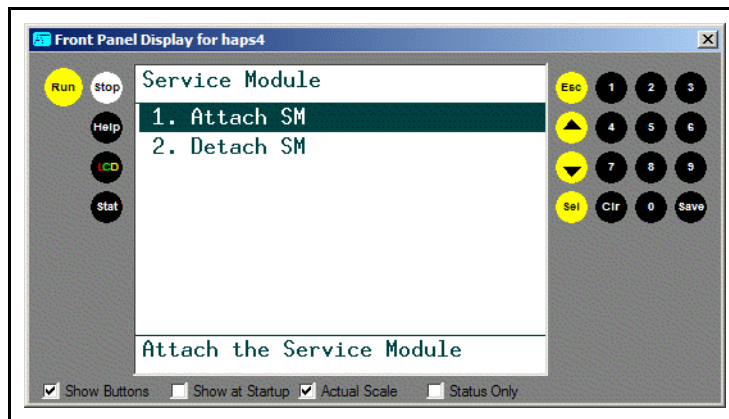 Front Panel Display for haps4
Run Stop Service Module Esc 1 2 3
Help 1. Attach SM 4 5 6
LCD 2. Detach SM 7 8 9
Stat Sel Clr 0 Save
Attach the Service Module
Show Buttons Show at Startup Actual Scale Status Only